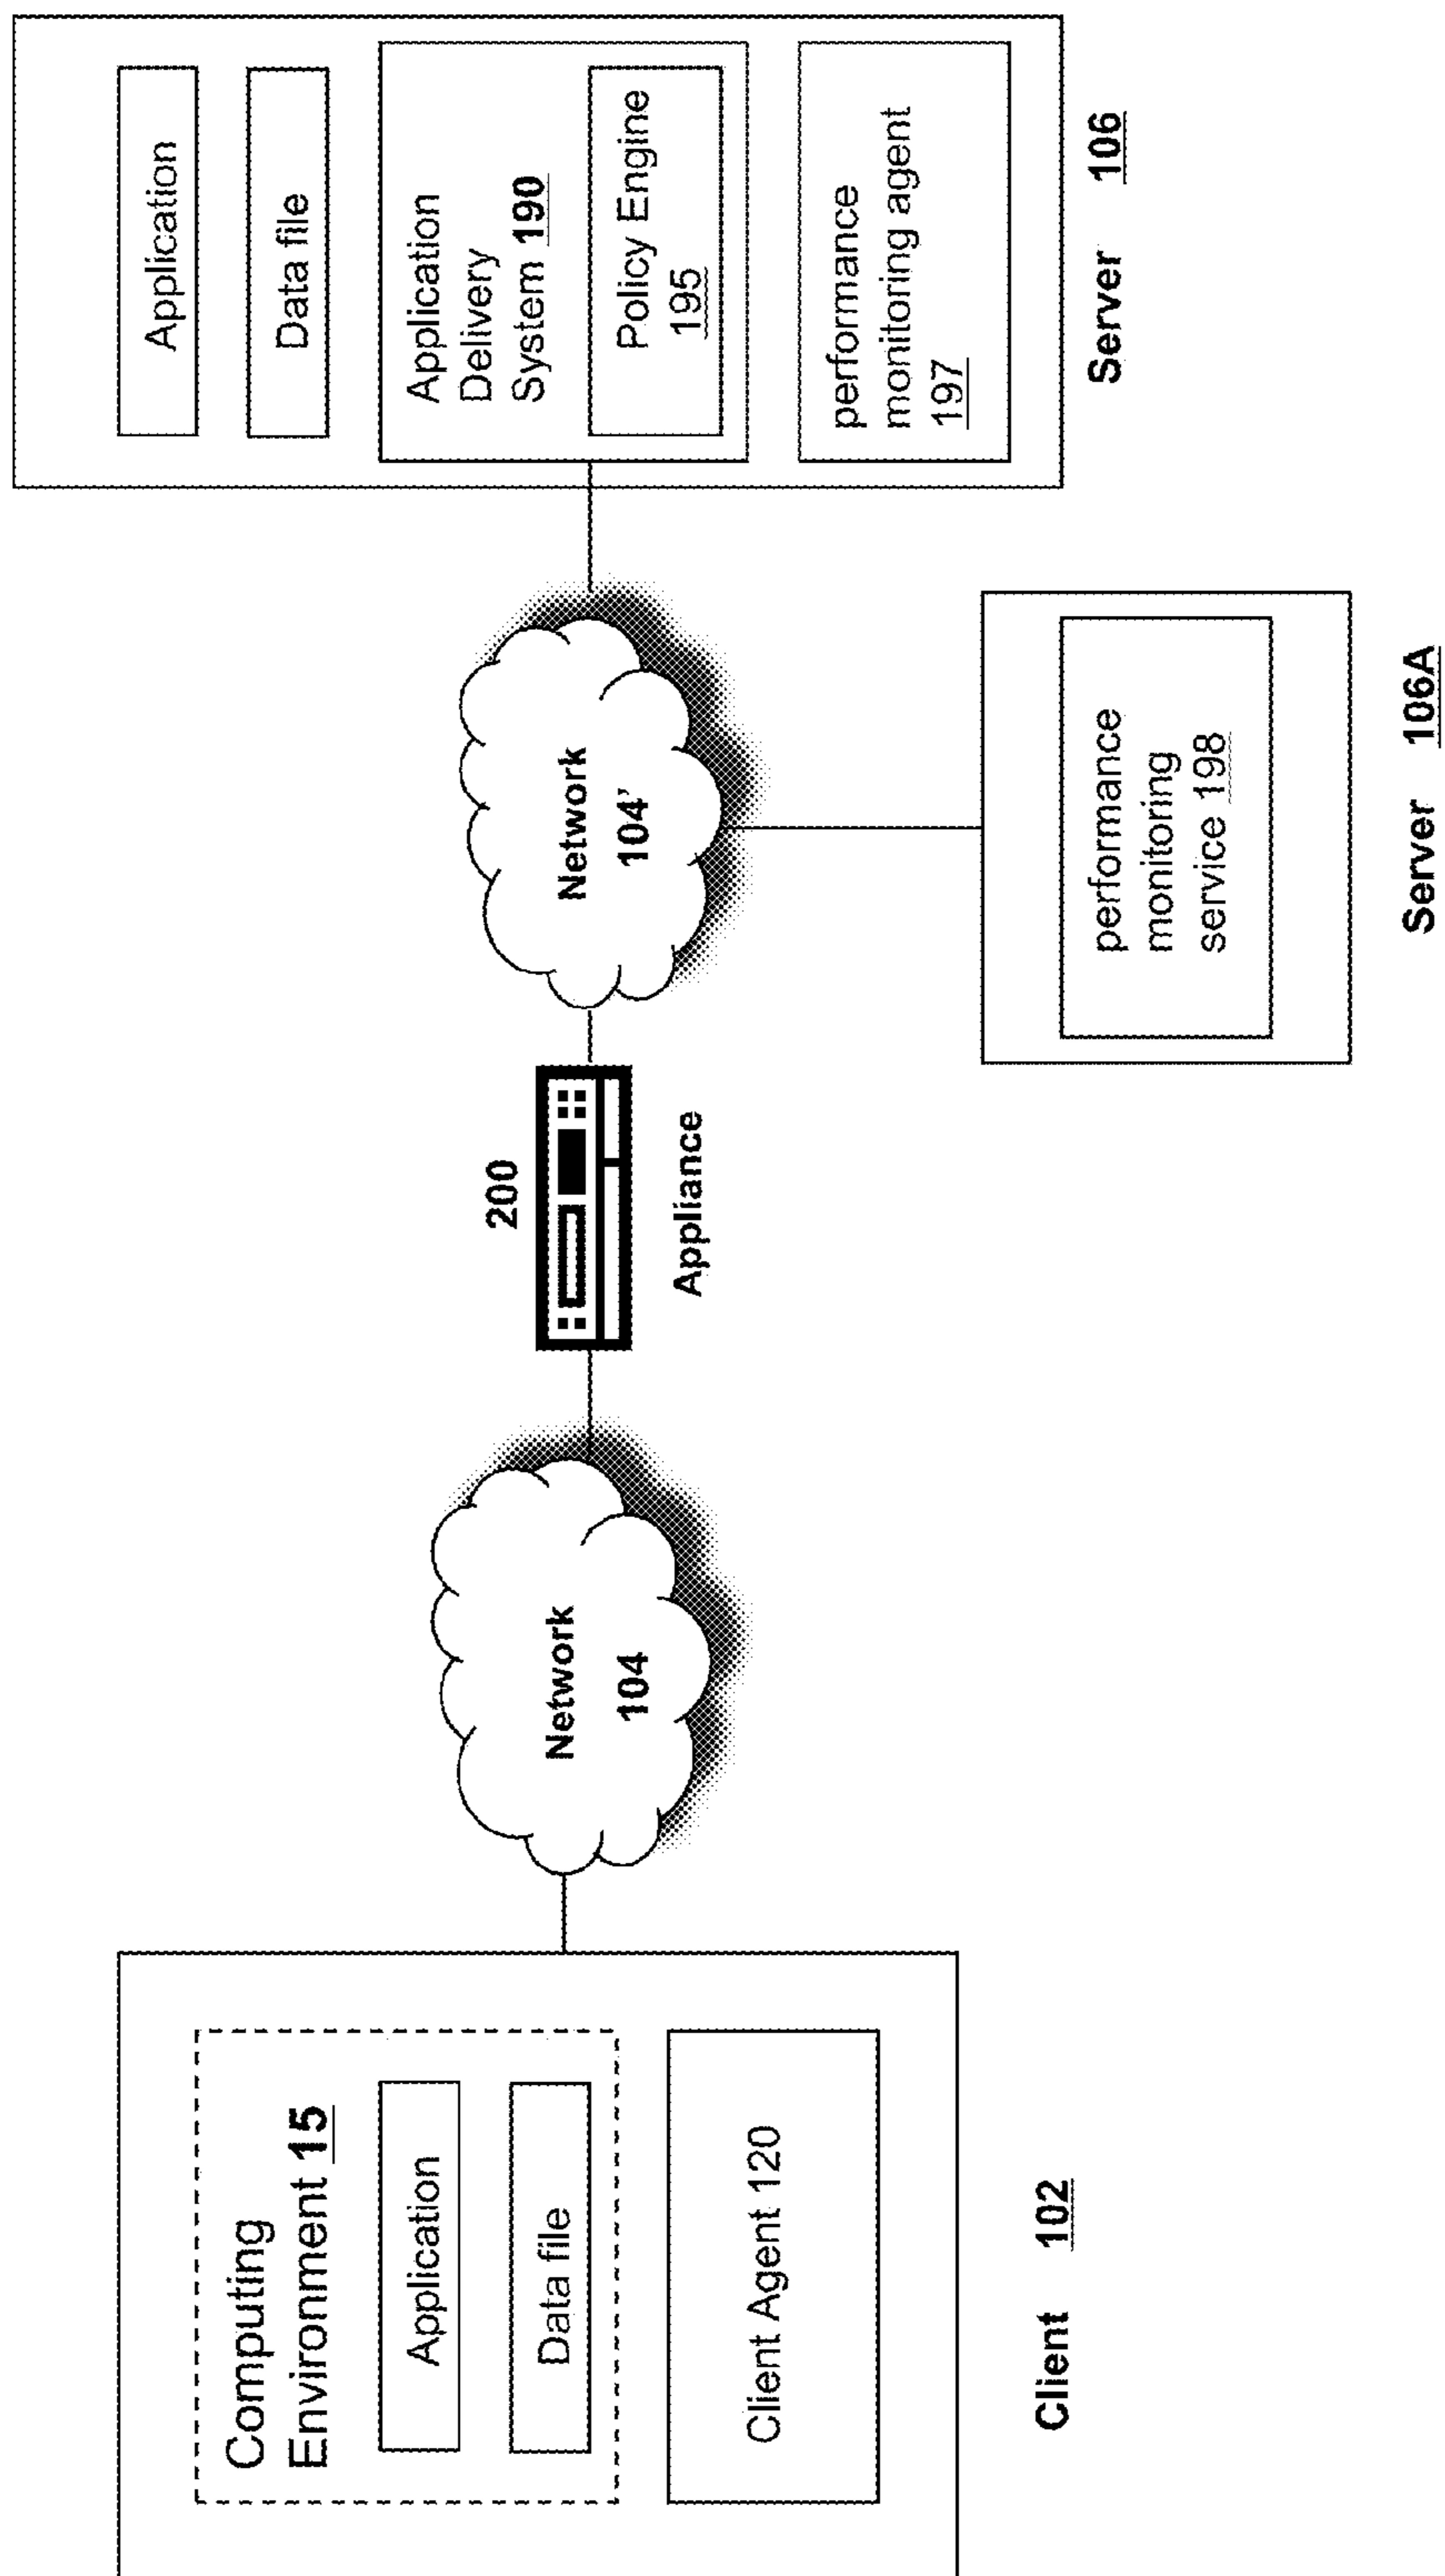 Computing
Environment 15
Application
Data file
Client Agent 120
Client 102
Network
104
200
Appliance
Network
104’
performance
monitoring
service 198
Server 106A
Application
Data file
Application
Delivery
System 190
Policy Engine
195
performance
monitoring agent
197
Server 106